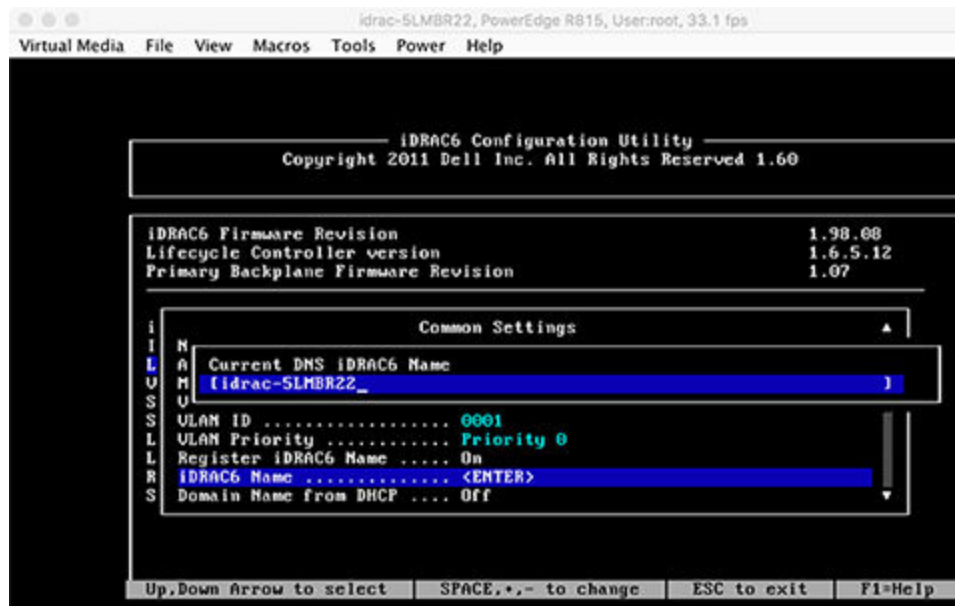 idrac-5LMBR22, PowerEdge R815, User:root, 33.1 fps
Virtual Media File View Macros Tools Power Help
iDRAC6 Configuration Utility
Copyright 2011 Dell Inc. All Rights Reserved 1.60
iDRAC6 Firmware Revision 1.98.08
Lifecycle Controller version 1.6.5.12
Primary Backplane Firmware Revision 1.07
i Common Settings ▲
I N
L A Current DNS iDRAC6 Name
V M [idrac-5LMBR22_ ]
S V
S VLAN ID .................. 0001
L VLAN Priority ............ Priority 0
L Register iDRAC6 Name ..... On
R iDRAC6 Name .............. <ENTER>
S Domain Name from DHCP .... Off ▼
Up,Down Arrow to select SPACE,+,- to change ESC to exit F1=Help